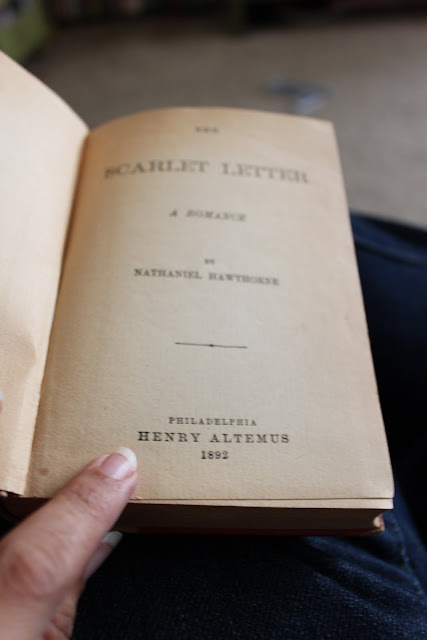 THE
SCARLET LETTER
A ROMANCE
BY
NATHANIEL HAWTHORNE
PHILADELPHIA
HENRY ALTEMUS
1892